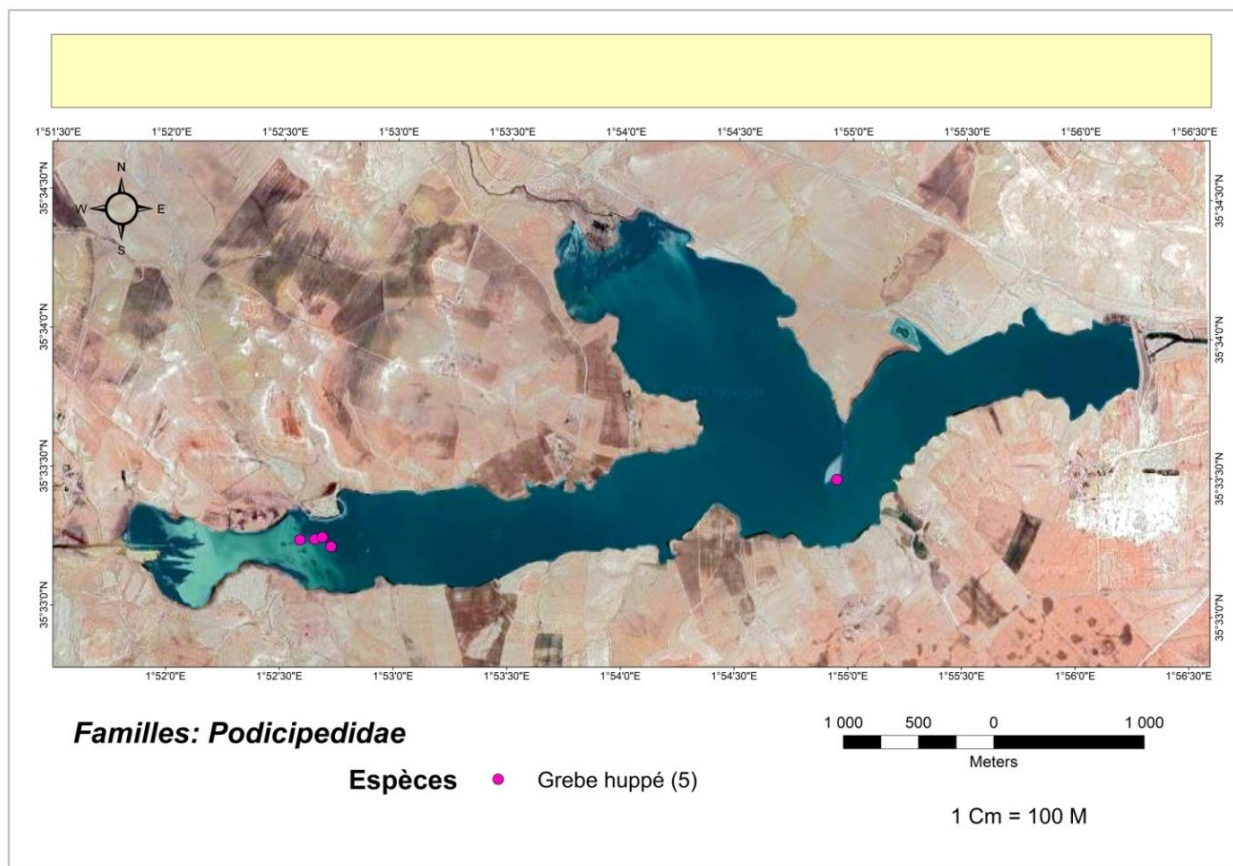 1°51'30"E 1°52'0"E 1°52'30"E 1°53'0"E 1°53'30"E 1°54'0"E 1°54'30"E 1°55'0"E 1°55'30"E 1°56'0"E 1°56'30"E
35°34'30"N 35°34'30"N
N
W E
S
35°34'0"N 35°34'0"N
Google
35°33'30"N 35°33'30"N
35°33'0"N 35°33'0"N
1°52'0"E 1°52'30"E 1°53'0"E 1°53'30"E 1°54'0"E 1°54'30"E 1°55'0"E 1°55'30"E 1°56'0"E 1°56'30"E
Familles: Podicipedidae
1 000 500 0 1 000
Meters
Espèces Grebe huppé (5)
1 Cm = 100 M